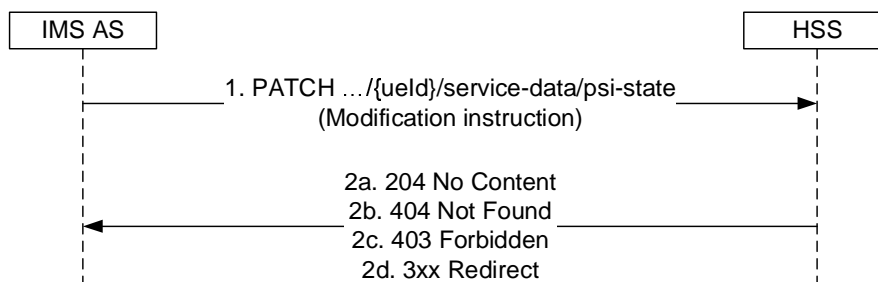 IMS AS
HSS
1. PATCH …/{ueId}/service-data/psi-state
(Modification instruction)
2a. 204 No Content
2b. 404 Not Found
2c. 403 Forbidden
2d. 3xx Redirect